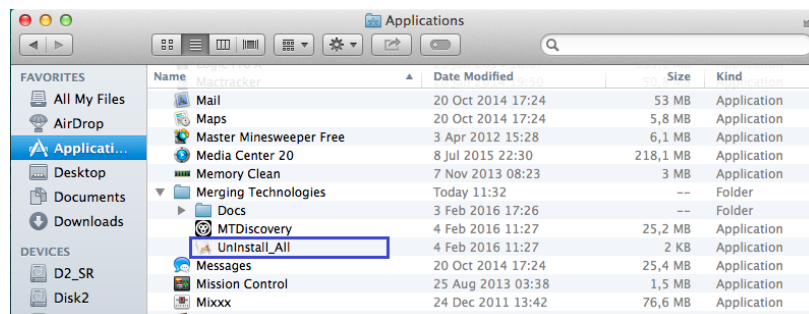 Applications
FAVORITES
All My Files
AirDrop
Applicati...
Desktop
Documents
Downloads
DEVICES
D2_SR
Disk2
Name Date Modified Size Kind
Mactracker
Mail 20 Oct 2014 17:24 53 MB Application
Maps 20 Oct 2014 17:24 5,8 MB Application
Master Minesweeper Free 3 Apr 2012 15:28 6,1 MB Application
Media Center 20 8 Jul 2015 22:30 218,1 MB Application
Memory Clean 7 Nov 2013 08:23 3 MB Application
Merging Technologies Today 11:32 -- Folder
Docs 3 Feb 2016 17:26 -- Folder
MTDiscovery 4 Feb 2016 11:27 25,2 MB Application
UnInstall_All 4 Feb 2016 11:27 2 KB Application
Messages 20 Oct 2014 17:24 25,4 MB Application
Mission Control 25 Aug 2013 03:38 1,5 MB Application
Mixxx 24 Dec 2011 13:42 76,6 MB Application